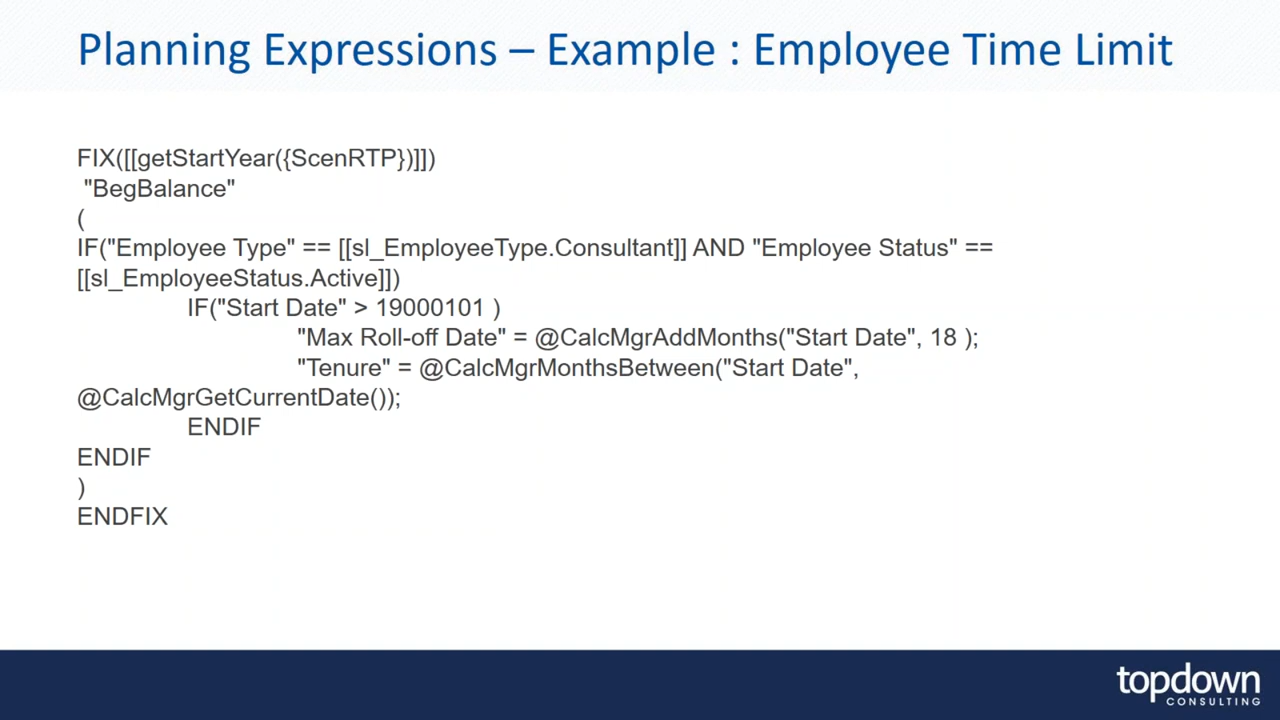 Planning Expressions – Example : Employee Time Limit
FIX([[getStartYear({ScenRTP})]])
"BegBalance"
(
IF("Employee Type" == [[sl_EmployeeType.Consultant]] AND "Employee Status" ==
[[sl_EmployeeStatus.Active]])
IF("Start Date" > 19000101 )
"Max Roll-off Date" = @CalcMgrAddMonths("Start Date", 18 );
"Tenure" = @CalcMgrMonthsBetween("Start Date",
@CalcMgrGetCurrentDate());
ENDIF
ENDIF
)
ENDFIX
topdown
CONSULTING